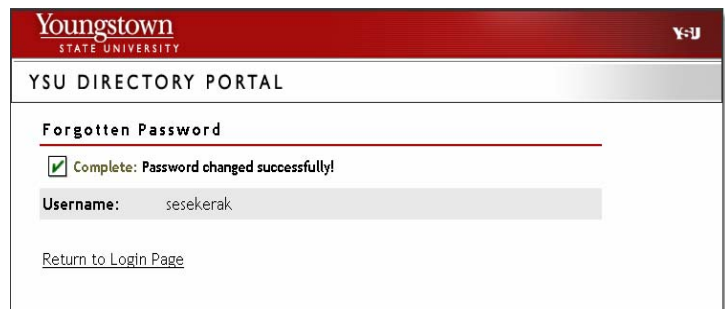 Youngstown
STATE UNIVERSITY
YSU
YSU DIRECTORY PORTAL
Forgotten Password
Complete: Password changed successfully!
Username: sesekerak
Return to Login Page